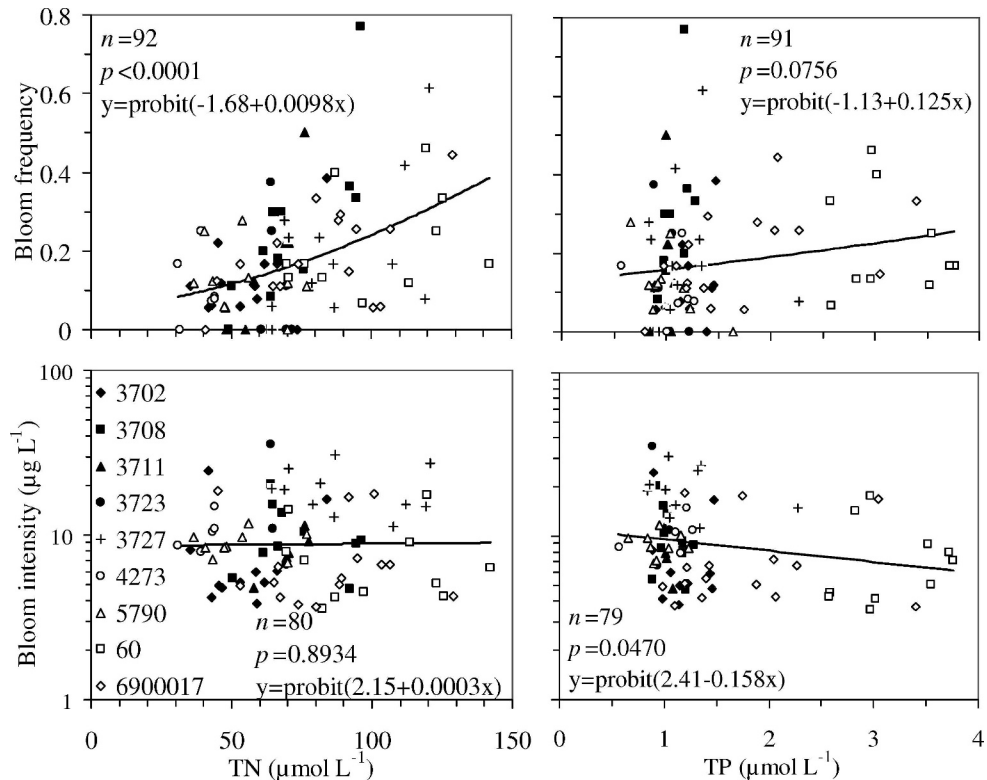 Bloom frequency
0.8
0.6
0.4
0.2
0
n=92
p<0.0001
y=probit(-1.68+0.0098x)
n=91
p=0.0756
y=probit(-1.13+0.125x)
Bloom intensity (µg L⁻¹)
100
10
1
3702
3708
3711
3723
3727
4273
5790
60
6900017
n=80
p=0.8934
y=probit(2.15+0.0003x)
0 50 100 150
TN (µmol L⁻¹)
n=79
p=0.0470
y=probit(2.41-0.158x)
0 1 2 3 4
TP (µmol L⁻¹)